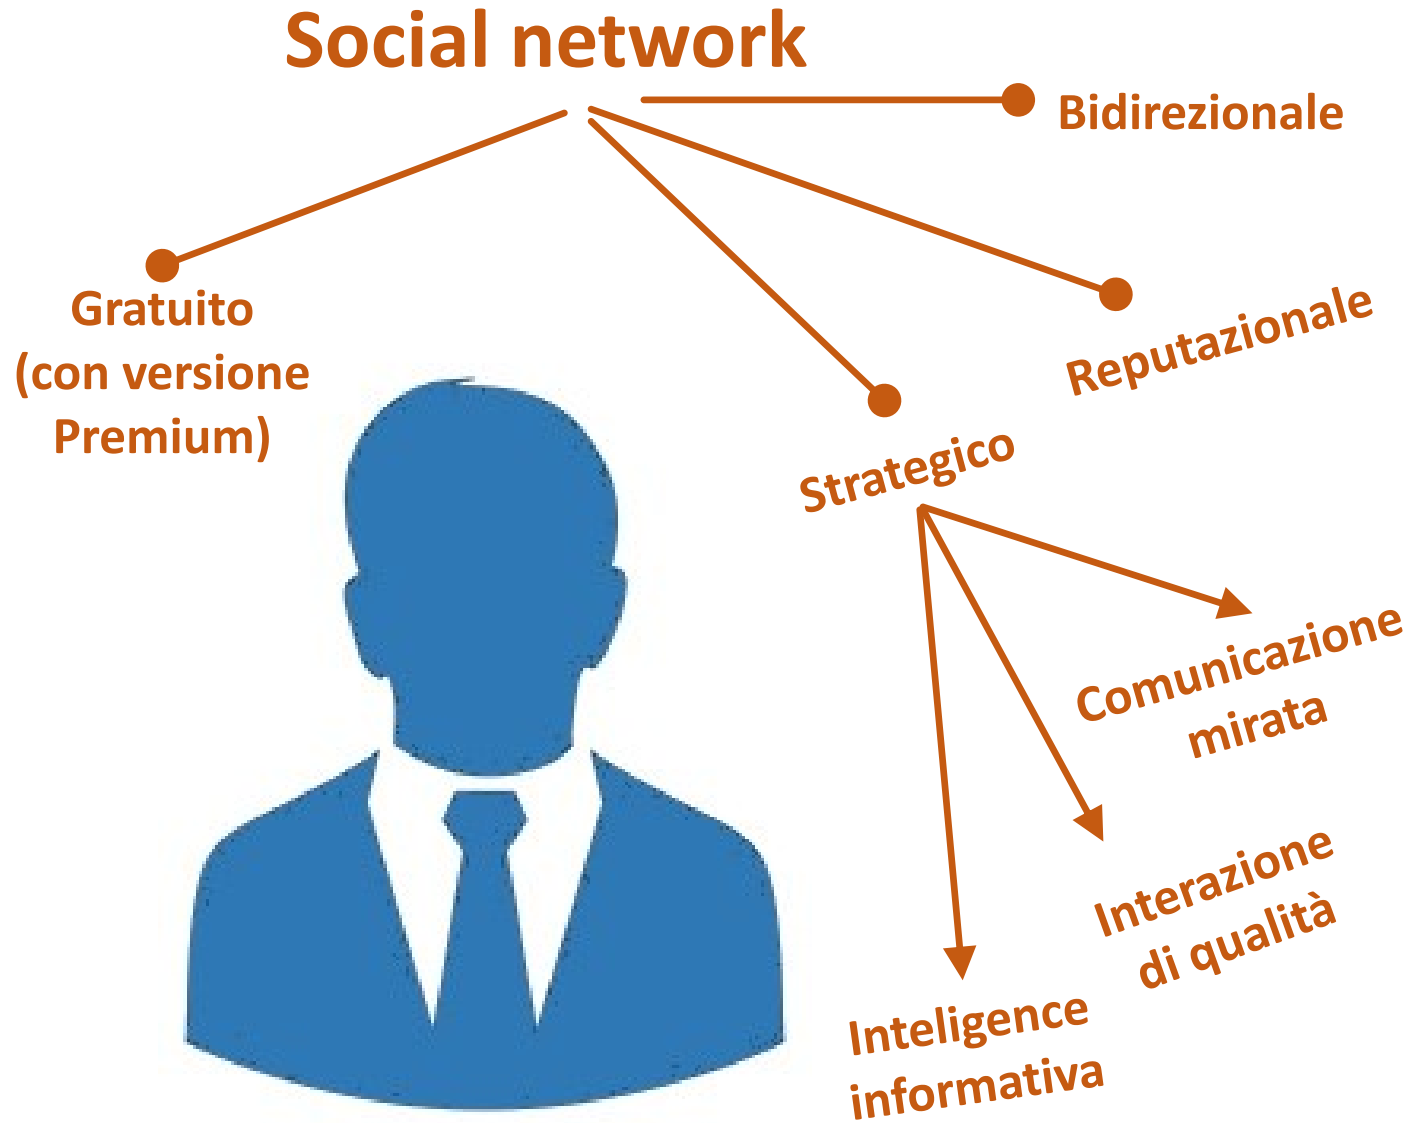 Social network
Bidirezionale
Gratuito
(con versione
Premium)
Reputazionale
Strategico
Comunicazione
mirata
Interazione
di qualità
Inteligence
informativa